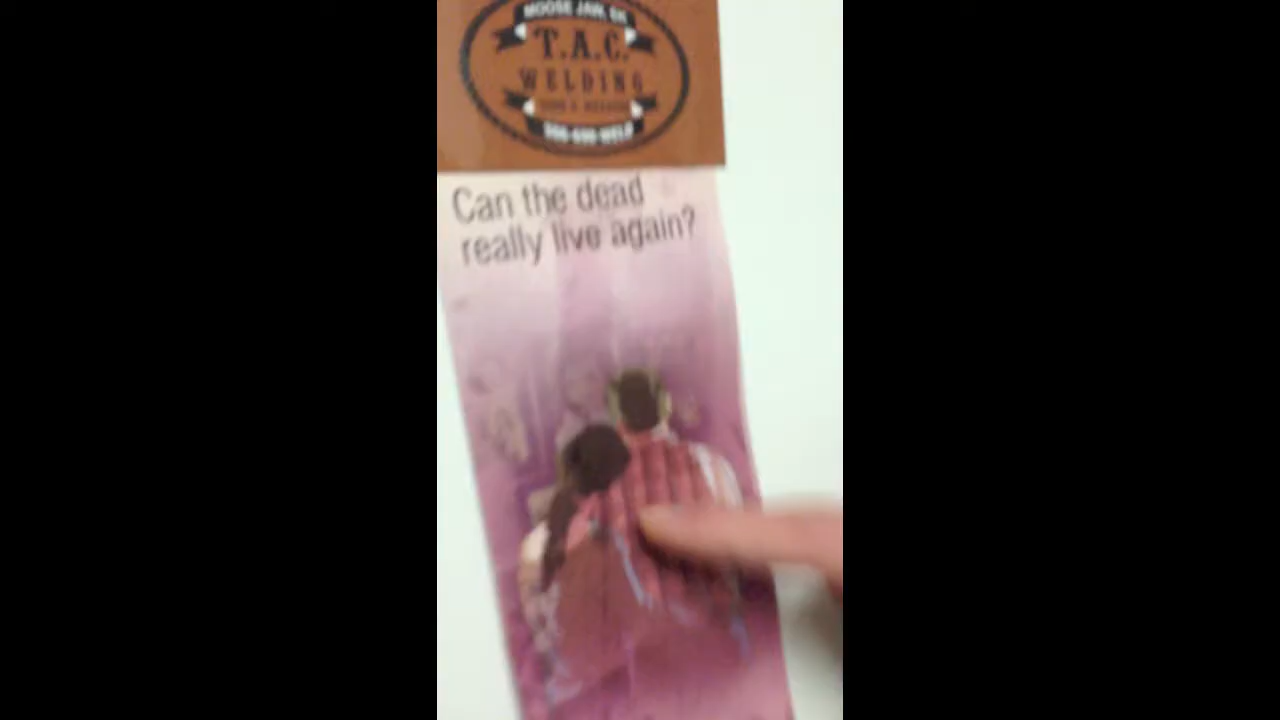 MOOSE JAW, SK
T.A.C.
WELDING
Can the dead
really live again?